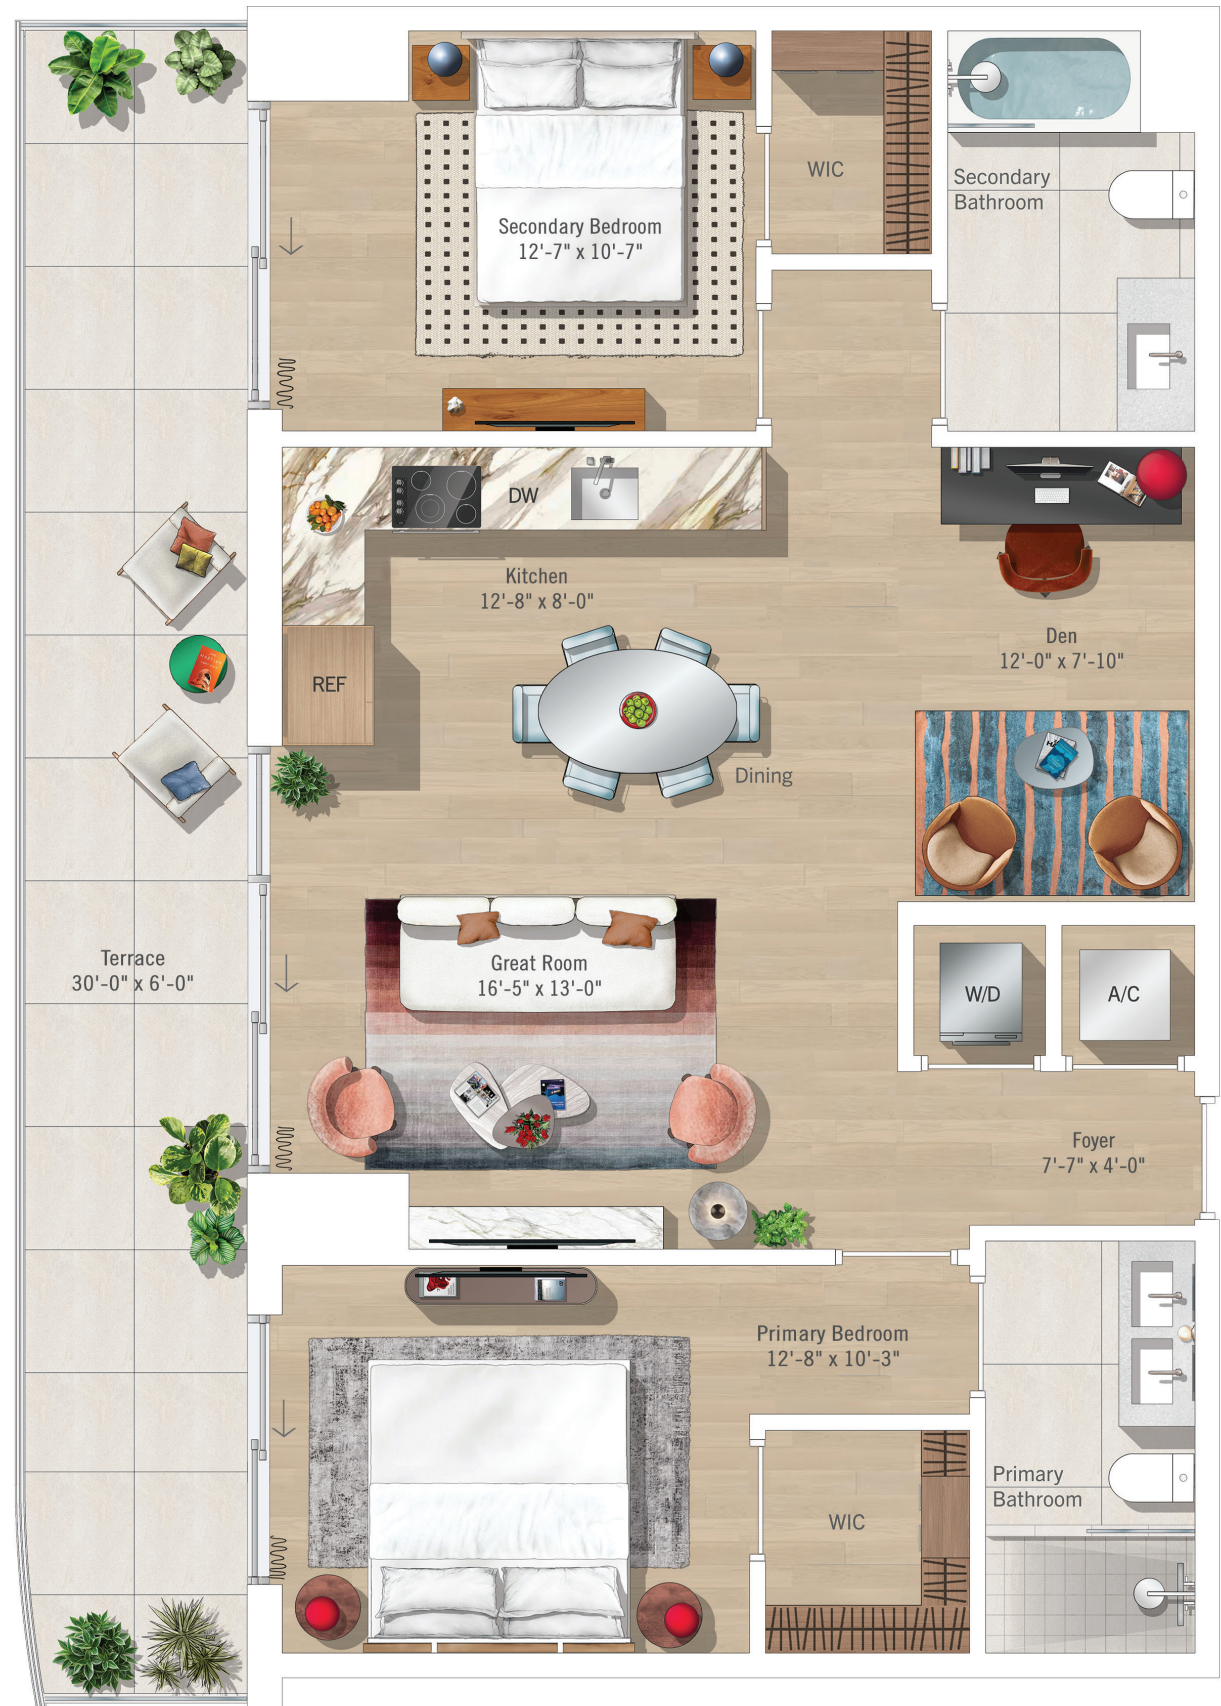 WIC
Secondary
Bathroom
Secondary Bedroom
12'-7" x 10'-7"
DW
Kitchen
12'-8" x 8'-0"
Den
12'-0" x 7'-10"
REF
Dining
Terrace
30'-0" x 6'-0"
Great Room
16'-5" x 13'-0"
W/D
A/C
Foyer
7'-7" x 4'-0"
Primary Bedroom
12'-8" x 10'-3"
Primary
Bathroom
WIC